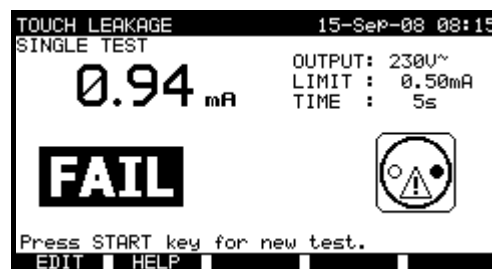 TOUCH LEAKAGE 15-Sep-08 08:15
SINGLE TEST
OUTPUT: 230V~
0.94 mA
LIMIT : 0.50mA
TIME : 5s
FAIL
Press START key for new test.
EDIT HELP